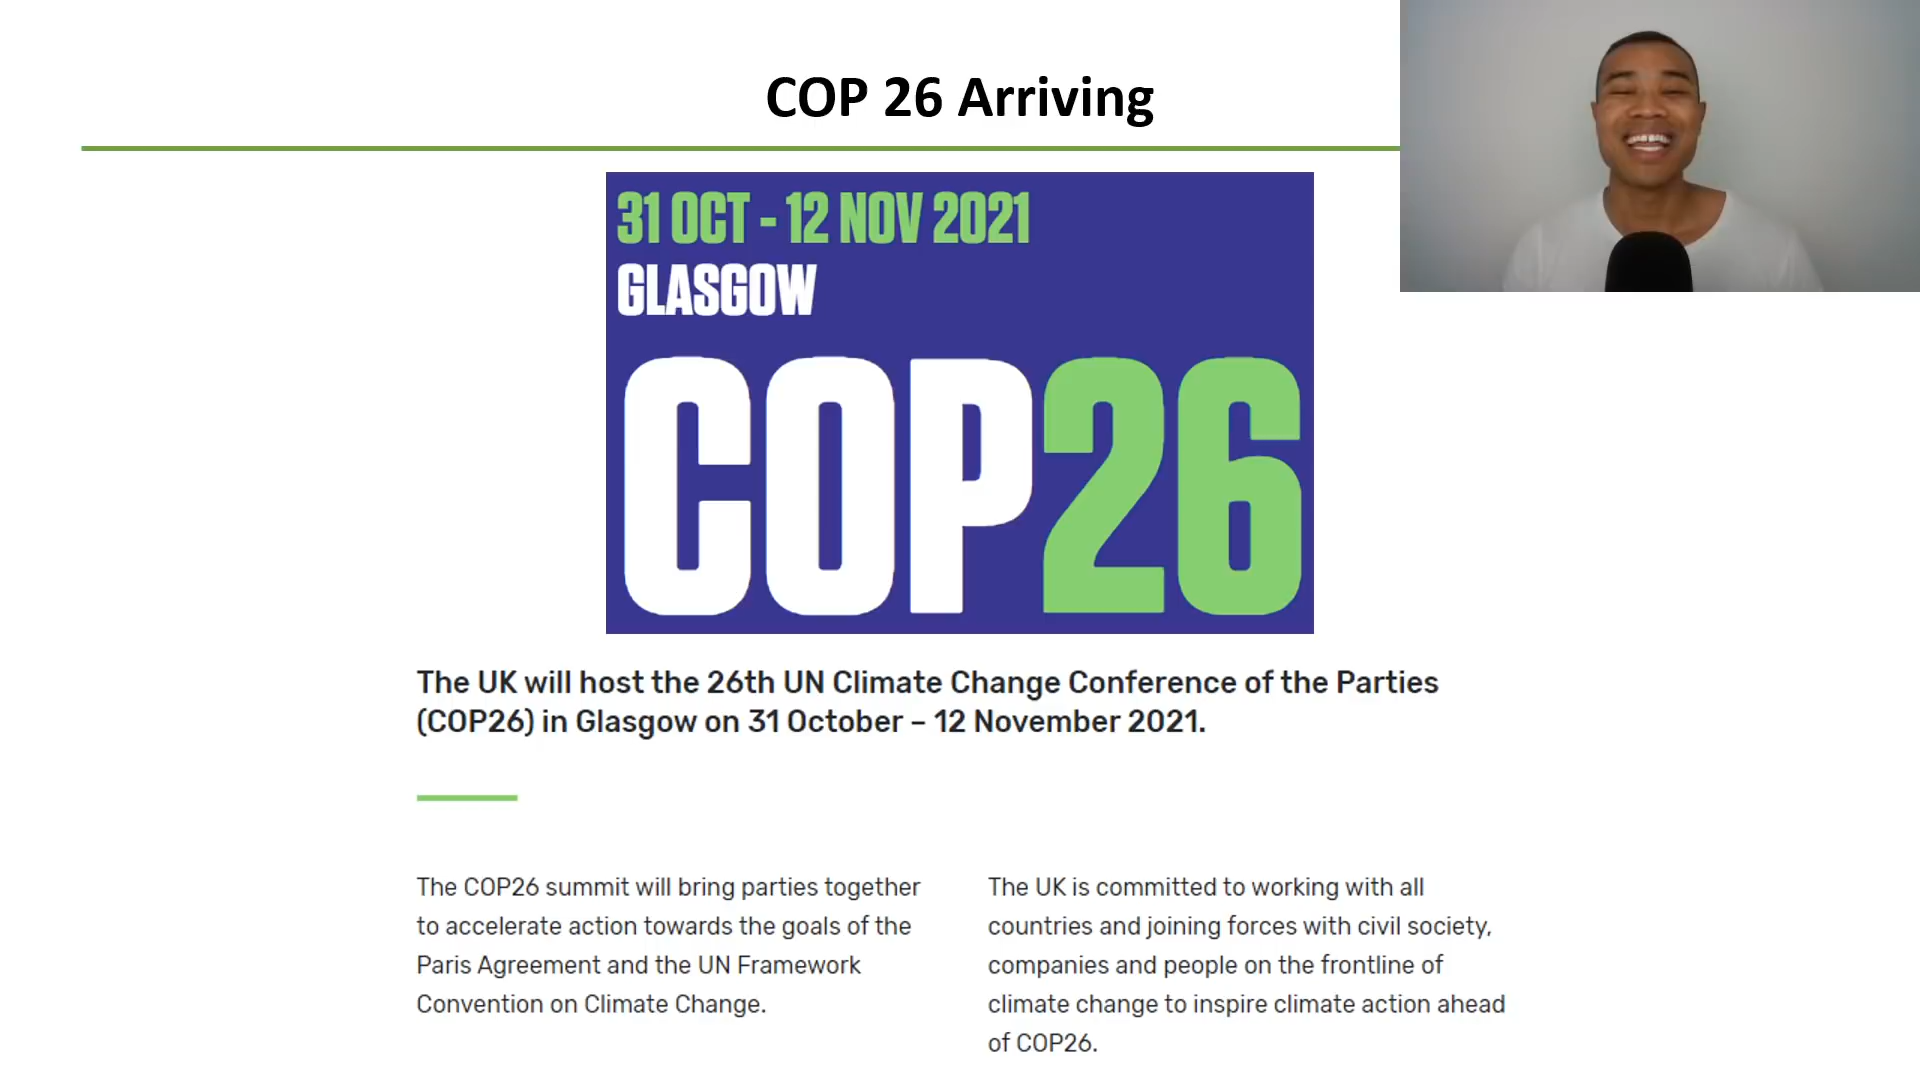 COP 26 Arriving
31 OCT - 12 NOV 2021
GLASGOW
COP26
The UK will host the 26th UN Climate Change Conference of the Parties
(COP26) in Glasgow on 31 October – 12 November 2021.
The COP26 summit will bring parties together
to accelerate action towards the goals of the
Paris Agreement and the UN Framework
Convention on Climate Change.
The UK is committed to working with all
countries and joining forces with civil society,
companies and people on the frontline of
climate change to inspire climate action ahead
of COP26.